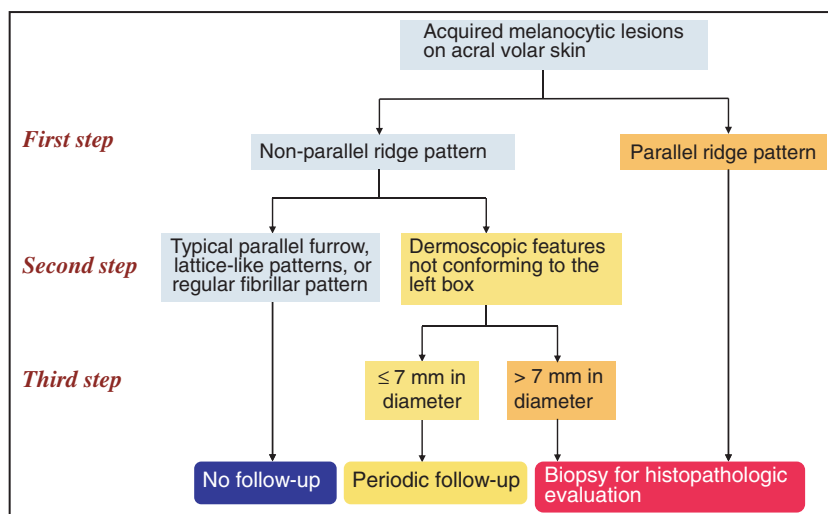 Acquired melanocytic lesions
on acral volar skin
First step
Non-parallel ridge pattern
Parallel ridge pattern
Second step
Typical parallel furrow,
lattice-like patterns, or
regular fibrillar pattern
Dermoscopic features
not conforming to the
left box
Third step
≤ 7 mm in
diameter
> 7 mm in
diameter
No follow-up
Periodic follow-up
Biopsy for histopathologic
evaluation